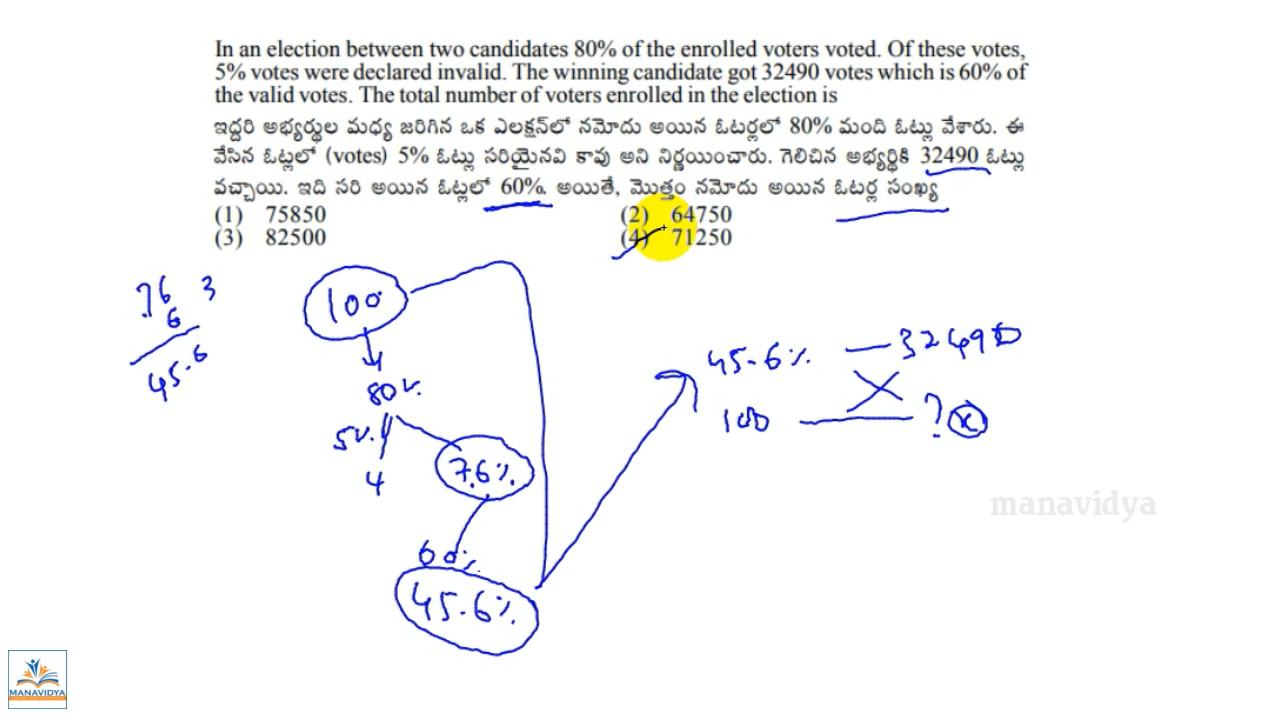 In an election between two candidates 80% of the enrolled voters voted. Of these votes,
5% votes were declared invalid. The winning candidate got 32490 votes which is 60% of
the valid votes. The total number of voters enrolled in the election is
ఇద్దరి అభ్యర్థుల మధ్య జరిగిన ఒక ఎలక్షన్‌లో నమోదు అయిన ఓటర్లలో 80% మంది ఓట్లు వేశారు. ఈ
వేసిన ఓట్లలో (votes) 5% ఓట్లు సరియైనవి కావు అని నిర్ణయించారు. గెలిచిన అభ్యర్థికి 32490 ఓట్లు
వచ్చాయి. ఇది సరి అయిన ఓట్లలో 60%. అయితే, మొత్తం నమోదు అయిన ఓటర్ల సంఖ్య
(1) 75850 (2) 64750
(3) 82500 (4) 71250
76 3
6
45.6
100
80%
5%
4
76%
60%
45.6%
45.6% — 32490
100 — ? x
manavidya
MANAVIDYA